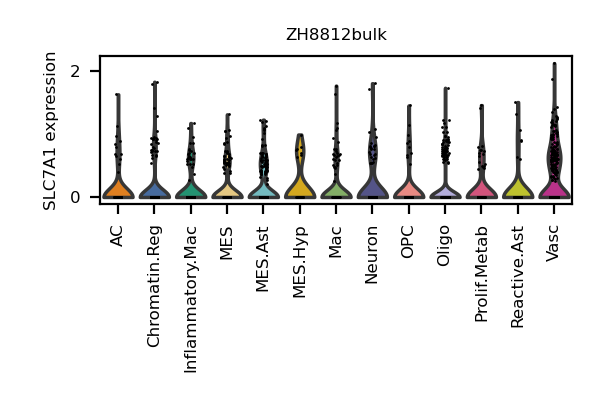 ZH8812bulk
SLC7A1 expression
2
0
AC
Chromatin.Reg
Inflammatory.Mac
MES
MES.Ast
MES.Hyp
Mac
Neuron
OPC
Oligo
Prolif.Metab
Reactive.Ast
Vasc